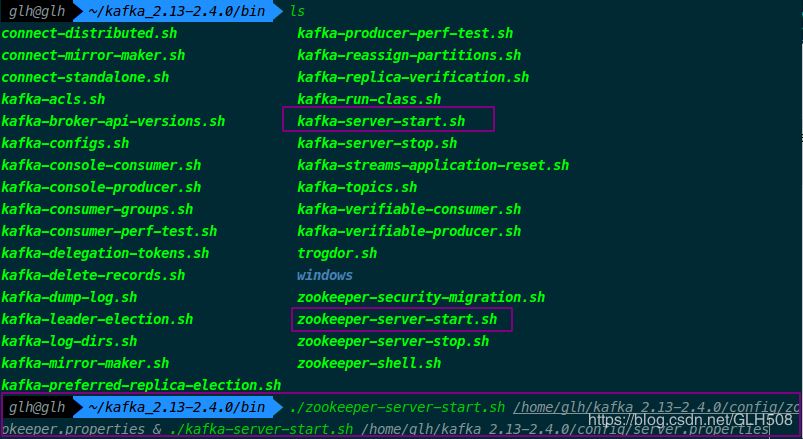 glh@glh ~/kafka_2.13-2.4.0/bin ls
connect-distributed.sh kafka-producer-perf-test.sh
connect-mirror-maker.sh kafka-reassign-partitions.sh
connect-standalone.sh kafka-replica-verification.sh
kafka-acls.sh kafka-run-class.sh
kafka-broker-api-versions.sh kafka-server-start.sh
kafka-configs.sh kafka-server-stop.sh
kafka-console-consumer.sh kafka-streams-application-reset.sh
kafka-console-producer.sh kafka-topics.sh
kafka-consumer-groups.sh kafka-verifiable-consumer.sh
kafka-consumer-perf-test.sh kafka-verifiable-producer.sh
kafka-delegation-tokens.sh trogdor.sh
kafka-delete-records.sh windows
kafka-dump-log.sh zookeeper-security-migration.sh
kafka-leader-election.sh zookeeper-server-start.sh
kafka-log-dirs.sh zookeeper-server-stop.sh
kafka-mirror-maker.sh zookeeper-shell.sh
kafka-preferred-replica-election.sh
glh@glh ~/kafka_2.13-2.4.0/bin ./zookeeper-server-start.sh /home/glh/kafka_2.13-2.4.0/config/zo
okeeper.properties & ./kafka-server-start.sh /home/glh/kafka_2.13-2.4.0/config/server.properties
https://blog.csdn.net/GLH508